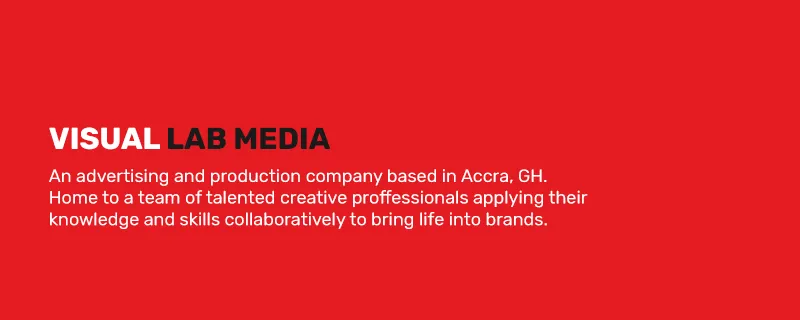 VISUAL LAB MEDIA
An advertising and production company based in Accra, GH.
Home to a team of talented creative proffessionals applying their
knowledge and skills collaboratively to bring life into brands.